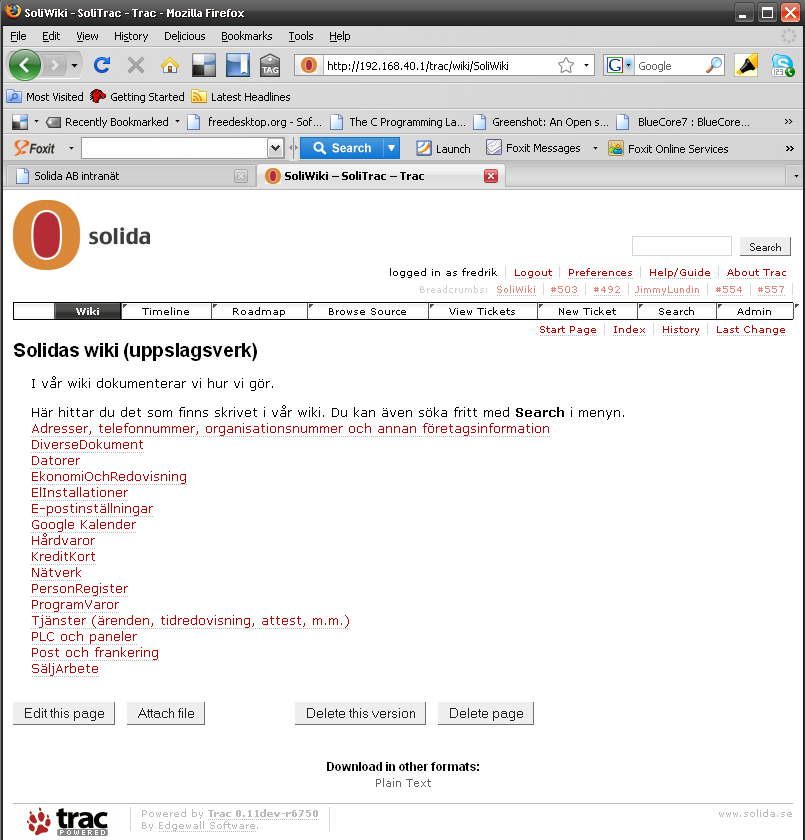 SoliWiki - SoliTrac - Trac - Mozilla Firefox
File Edit View History Delicious Bookmarks Tools Help
TAG http://192.168.40.1/trac/wiki/SoliWiki G Google 123
Most Visited Getting Started Latest Headlines
Recently Bookmarked freedesktop.org - Sof... The C Programming La... Greenshot: An Open s... BlueCore7 : BlueCore... »
Foxit Search Launch Foxit Messages Foxit Online Services »
Solida AB intranät SoliWiki – SoliTrac – Trac
solida
Search
logged in as fredrik Logout Preferences Help/Guide About Trac
Breadcrumbs: SoliWiki #503 #492 JimmyLundin #554 #557
Wiki Timeline Roadmap Browse Source View Tickets New Ticket Search Admin
Start Page Index History Last Change
Solidas wiki (uppslagsverk)
I vår wiki dokumenterar vi hur vi gör.
Här hittar du det som finns skrivet i vår wiki. Du kan även söka fritt med Search i menyn.
Adresser, telefonnummer, organisationsnummer och annan företagsinformation
DiverseDokument
Datorer
EkonomiOchRedovisning
ElInstallationer
E-postinställningar
Google Kalender
Hårdvaror
KreditKort
Nätverk
PersonRegister
ProgramVaror
Tjänster (ärenden, tidredovisning, attest, m.m.)
PLC och paneler
Post och frankering
SäljArbete
Edit this page Attach file Delete this version Delete page
Download in other formats:
Plain Text
trac POWERED
Powered by Trac 0.11dev-r6750
By Edgewall Software.
www.solida.se